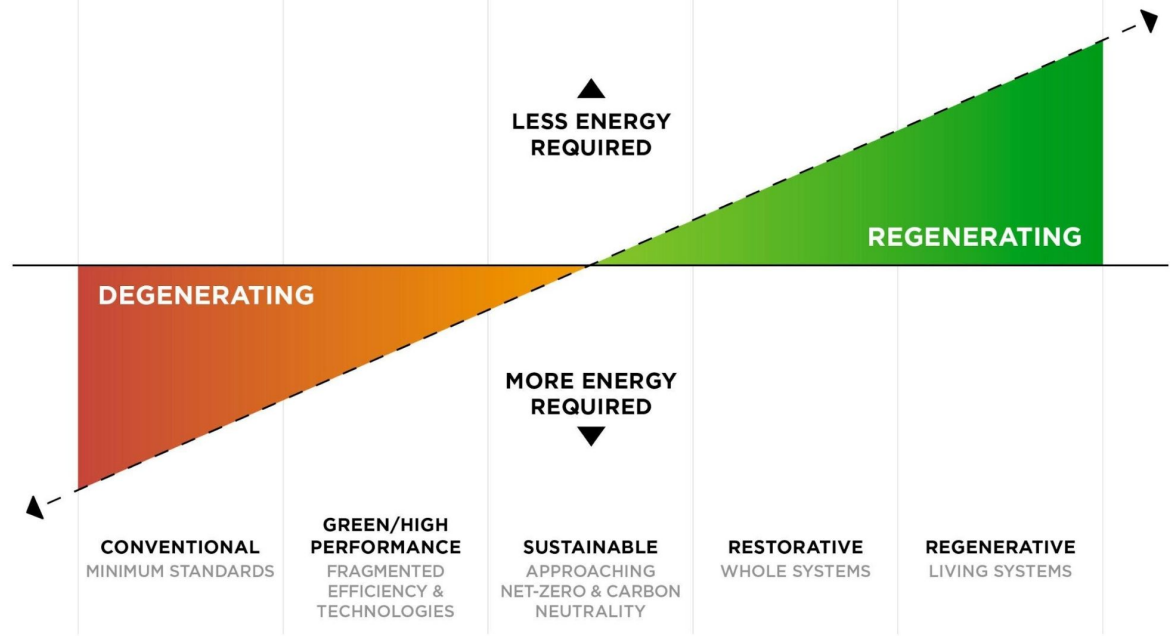 LESS ENERGY
REQUIRED
REGENERATING
DEGENERATING
MORE ENERGY
REQUIRED
CONVENTIONAL
MINIMUM STANDARDS
GREEN/HIGH
PERFORMANCE
FRAGMENTED
EFFICIENCY &
TECHNOLOGIES
SUSTAINABLE
APPROACHING
NET-ZERO & CARBON
NEUTRALITY
RESTORATIVE
WHOLE SYSTEMS
REGENERATIVE
LIVING SYSTEMS